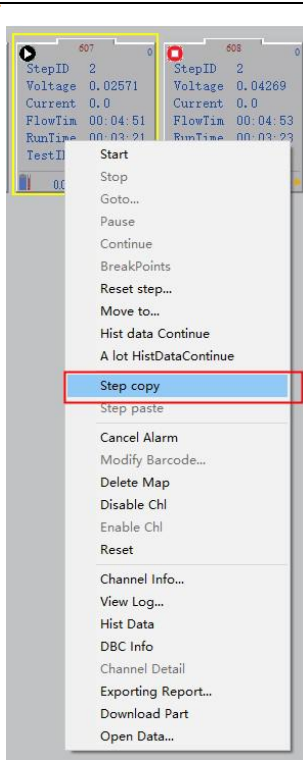 607 0
StepID 2
Voltage 0.02571
Current 0.0
FlowTim 00:04:51
RunTime 00:03:21
608 0
StepID 2
Voltage 0.04269
Current 0.0
FlowTim 00:04:53
RunTime 00:03:23
Start
Stop
Goto...
Pause
Continue
BreakPoints
Reset step...
Move to...
Hist data Continue
A lot HistDataContinue
Step copy
Step paste
Cancel Alarm
Modify Barcode...
Delete Map
Disable Chl
Enable Chl
Reset
Channel Info...
View Log...
Hist Data
DBC Info
Channel Detail
Exporting Report...
Download Part
Open Data...